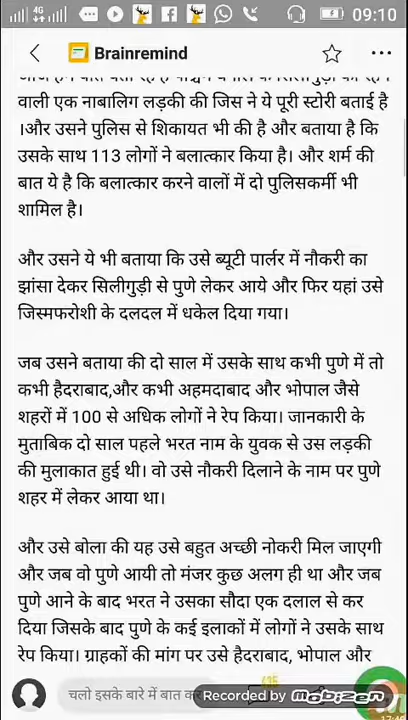 09:10
Brainremind
वाली एक नाबालिग लड़की की जिस ने ये पूरी स्टोरी बताई है
।और उसने पुलिस से शिकायत भी की है और बताया है कि
उसके साथ 113 लोगों ने बलात्कार किया है। और शर्म की
बात ये है कि बलात्कार करने वालों में दो पुलिसकर्मी भी
शामिल है।
और उसने ये भी बताया कि उसे ब्यूटी पार्लर में नौकरी का
झांसा देकर सिलीगुड़ी से पुणे लेकर आये और फिर यहां उसे
जिस्मफरोशी के दलदल में धकेल दिया गया।
जब उसने बताया की दो साल में उसके साथ कभी पुणे में तो
कभी हैदराबाद,और कभी अहमदाबाद और भोपाल जैसे
शहरों में 100 से अधिक लोगों ने रेप किया। जानकारी के
मुताबिक दो साल पहले भरत नाम के युवक से उस लड़की
की मुलाकात हुई थी। वो उसे नौकरी दिलाने के नाम पर पुणे
शहर में लेकर आया था।
और उसे बोला की यह उसे बहुत अच्छी नोकरी मिल जाएगी
और जब वो पुणे आयी तो मंजर कुछ अलग ही था और जब
पुणे आने के बाद भरत ने उसका सौदा एक दलाल से कर
दिया जिसके बाद पुणे के कई इलाकों में लोगों ने उसके साथ
रेप किया। ग्राहकों की मांग पर उसे हैदराबाद, भोपाल और
चलो इसके बारे में बात कर
Recorded by mobizen